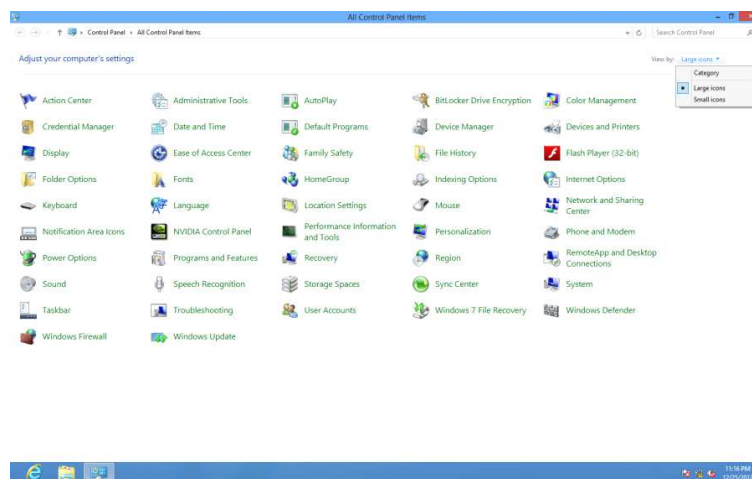 All Control Panel Items
Control Panel
All Control Panel Items
Search Control Panel
Adjust your computer's settings
View by: Large icons
Category
Large icons
Small icons
Action Center
Administrative Tools
AutoPlay
BitLocker Drive Encryption
Color Management
Credential Manager
Date and Time
Default Programs
Device Manager
Devices and Printers
Display
Ease of Access Center
Family Safety
File History
Flash Player (32-bit)
Folder Options
Fonts
HomeGroup
Indexing Options
Internet Options
Keyboard
Language
Location Settings
Mouse
Network and Sharing
Center
Notification Area Icons
NVIDIA Control Panel
Performance Information
and Tools
Personalization
Phone and Modem
Power Options
Programs and Features
Recovery
Region
RemoteApp and Desktop
Connections
Sound
Speech Recognition
Storage Spaces
Sync Center
System
Taskbar
Troubleshooting
User Accounts
Windows 7 File Recovery
Windows Defender
Windows Firewall
Windows Update
11:16 PM